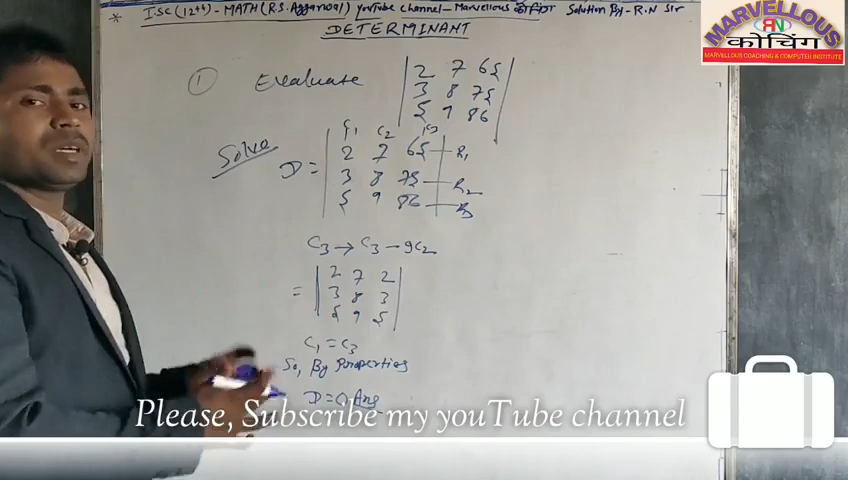 * I.SC (12th) - MATH (R.S. Aggarwal) YouTube channel - Marvellous कोचिंग Solution By - R.N Sir
DETERMINANT
① Evaluate | 2 7 65 |
| 3 8 75 |
| 5 9 86 |
Solve
C1 C2 C3
D = | 2 7 65 | - R1
| 3 8 75 | - R2
| 5 9 86 | - R3
C3 → C3 - 9C2
= | 2 7 2 |
| 3 8 3 |
| 5 9 5 |
C1 = C3
So, By Properties
D = 0 Ans
MARVELLOUS
RN
कोचिंग
MARVELLOUS COACHING & COMPUTER INSTITUTE
Please, Subscribe my youTube channel